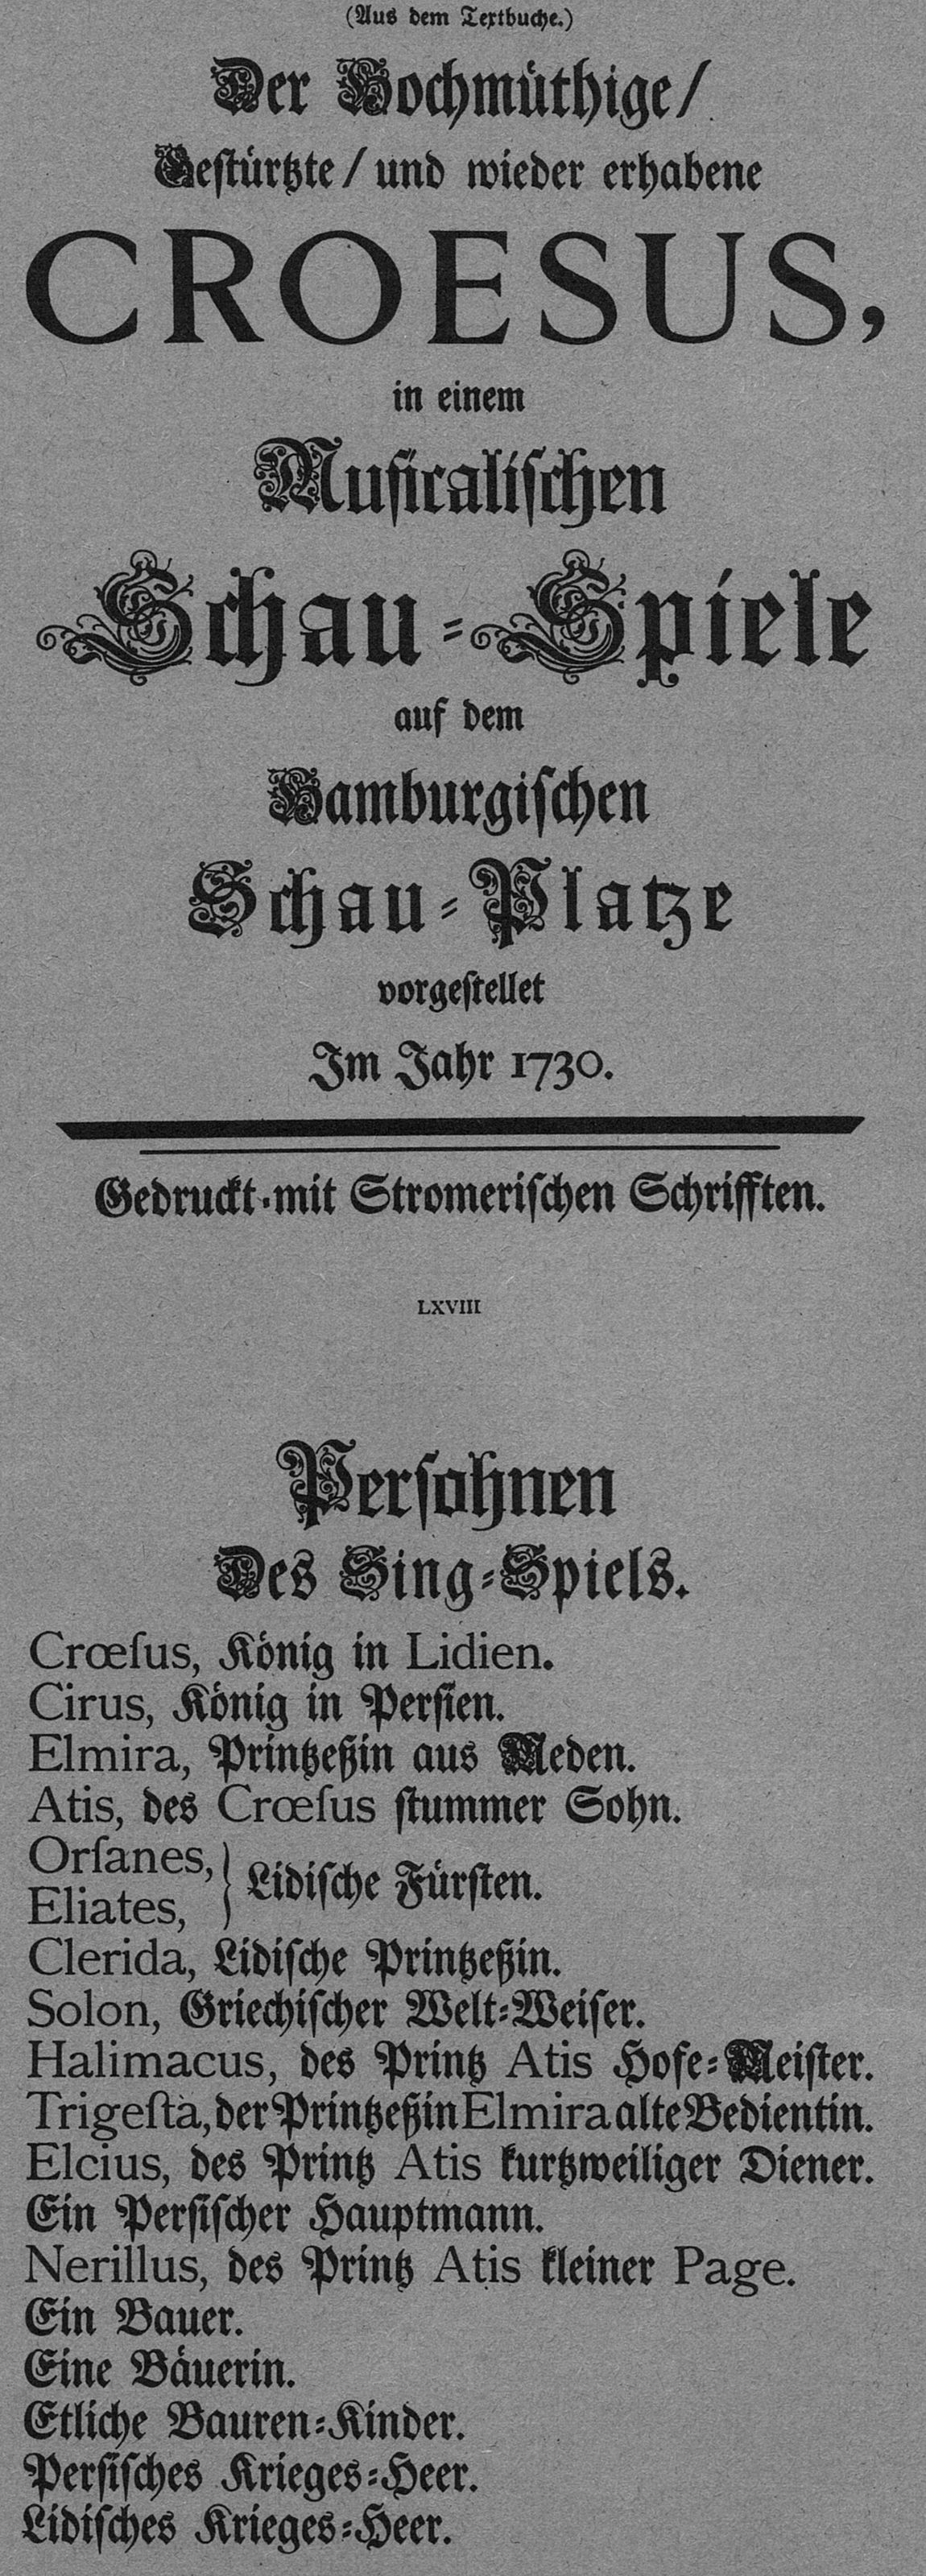 (Aus dem Textbuche.)
Der Hochmüthige/
Gestürtzte / und wieder erhabene
CROESUS,
in einem
Musicalischen
Schau-Spiele
auf dem
Hamburgischen
Schau-Platze
vorgestellet
Im Jahr 1730.
Gedruckt mit Stromerischen Schrifften.
LXVIII
Persohnen
Des Sing-Spiels.
Crœſus, König in Lidien.
Cirus, König in Persien.
Elmira, Printzeßin aus Meden.
Atis, des Crœſus stummer Sohn.
Orſanes, } Lidische Fürsten.
Eliates,
Clerida, Lidische Printzeßin.
Solon, Griechischer Welt-Weiser.
Halimacus, des Printz Atis Hofe-Meister.
Trigeſta, der Printzeßin Elmira alte Bedientin.
Elcius, des Printz Atis kurtzweiliger Diener.
Ein Persischer Hauptmann.
Nerillus, des Printz Atis kleiner Page.
Ein Bauer.
Eine Bäuerin.
Etliche Bauren-Kinder.
Persisches Krieges-Heer.
Lidisches Krieges-Heer.